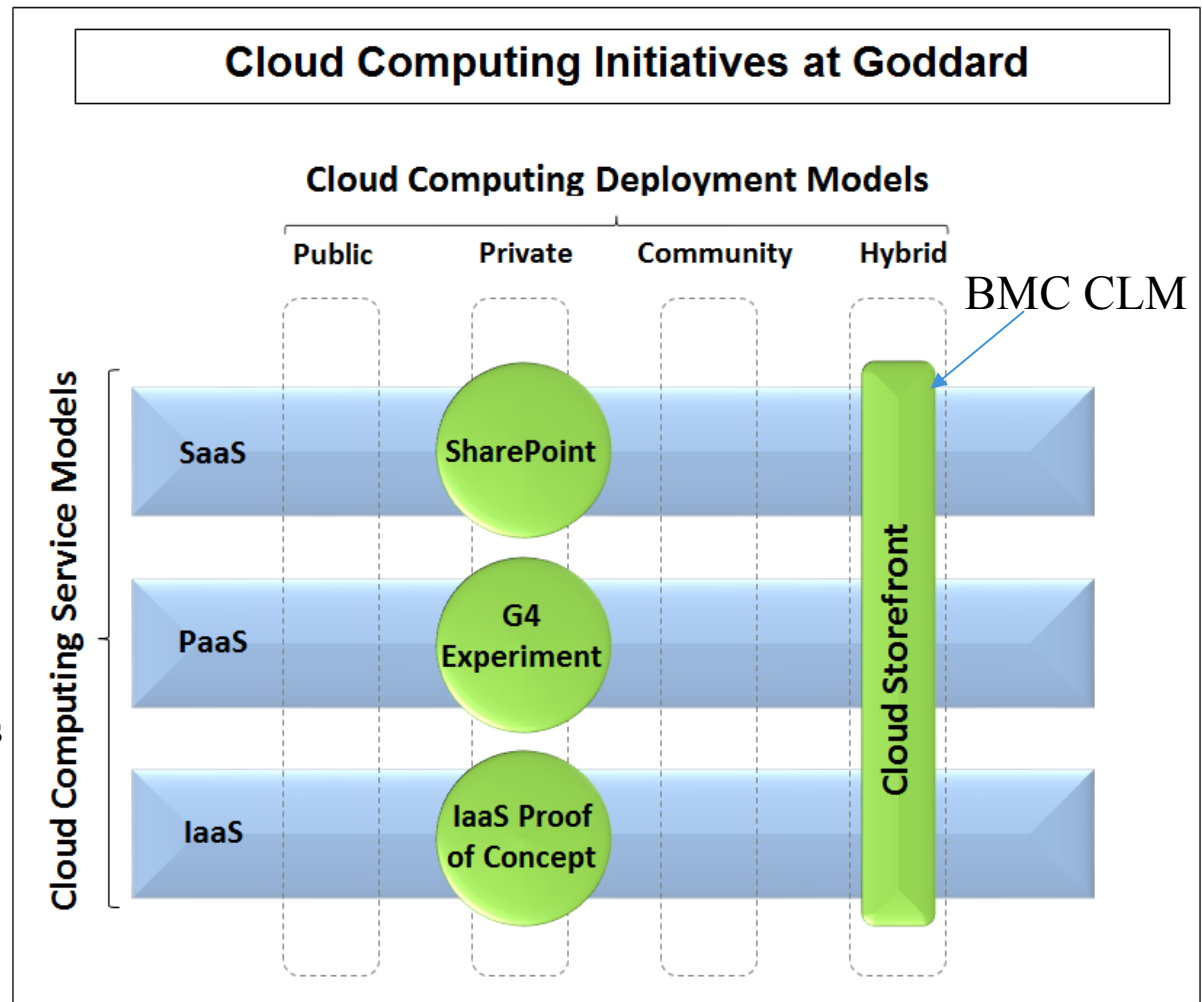 Cloud Computing Initiatives at Goddard
Cloud Computing Deployment Models
Public
Private
Community
Hybrid
BMC CLM
Cloud Computing Service Models
SaaS
SharePoint
PaaS
G4
Experiment
IaaS
IaaS Proof
of Concept
Cloud Storefront